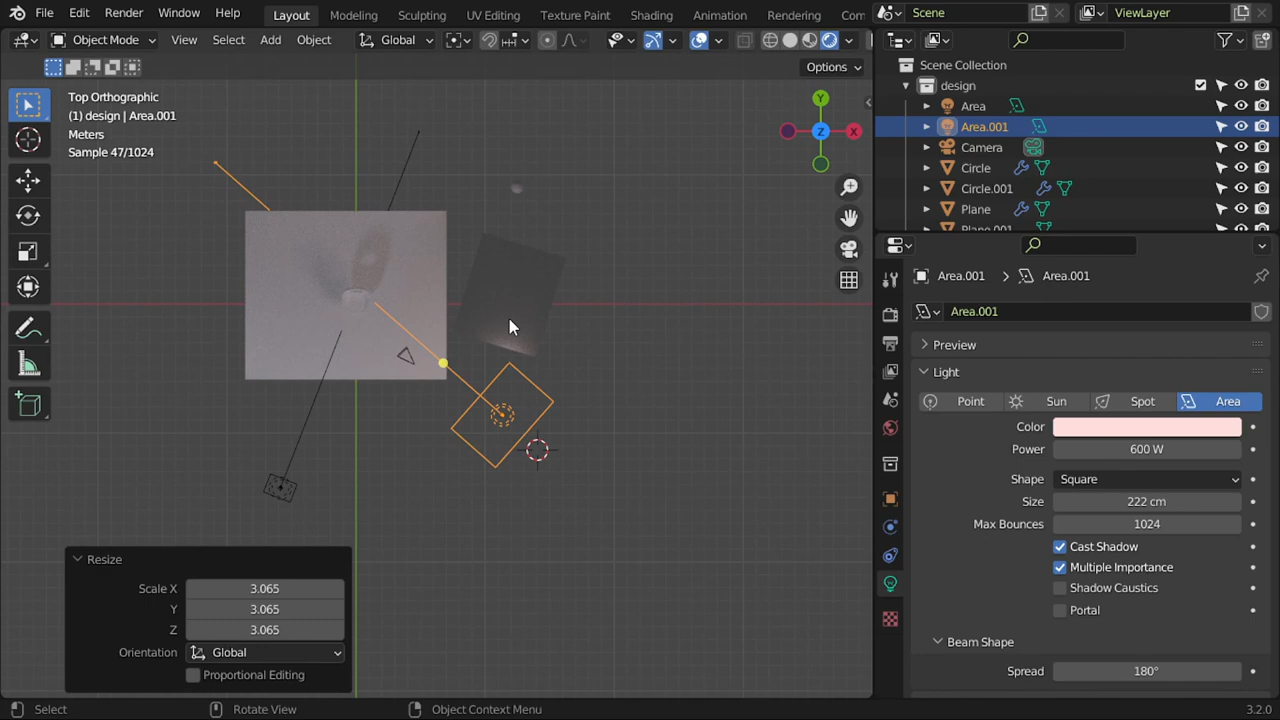 File Edit Render Window Help Layout Modeling Sculpting UV Editing Texture Paint Shading Animation Rendering Com Scene ViewLayer
Object Mode View Select Add Object Global
Options
Top Orthographic
(1) design | Area.001
Meters
Sample 47/1024
Y
X
Z
Scene Collection
design
Area
Area.001
Camera
Circle
Circle.001
Plane
Area.001 Area.001
Area.001
Preview
Light
Point Sun Spot Area
Color
Power 600 W
Shape Square
Size 222 cm
Max Bounces 1024
Cast Shadow
Multiple Importance
Shadow Caustics
Portal
Beam Shape
Spread 180°
Resize
Scale X 3.065
Y 3.065
Z 3.065
Orientation Global
Proportional Editing
Select Rotate View Object Context Menu 3.2.0